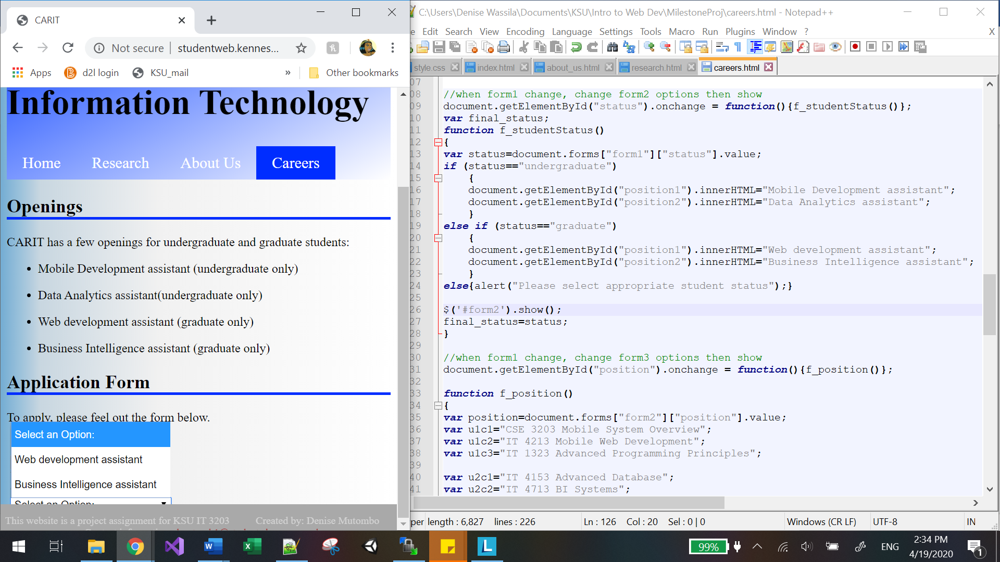 CARIT
Not secure studentweb.kennes...
Apps d2l login KSU_mail » Other bookmarks
Information Technology
Home Research About Us Careers
Openings
CARIT has a few openings for undergraduate and graduate students:
• Mobile Development assistant (undergraduate only)
• Data Analytics assistant(undergraduate only)
• Web development assistant (graduate only)
• Business Intelligence assistant (graduate only)
Application Form
To apply, please feel out the form below.
Select an Option:
Web development assistant
Business Intelligence assistant
Select an Option:
This website is a project assignment for KSU IT 3203 Created by: Denise Mutombo
C:\Users\Denise Wassila\Documents\KSU\Intro to Web Dev\MilestoneProj\careers.html - Notepad++
e Edit Search View Encoding Language Settings Tools Macro Run Plugins Window ? X
style.css index.html about_us.html research.html careers.html
07
08 //when form1 change, change form2 options then show
09 document.getElementById("status").onchange = function(){f_studentStatus()};
10 var final_status;
11 function f_studentStatus()
12 {
13 var status=document.forms["form1"]["status"].value;
14 if (status=="undergraduate")
15 {
16 document.getElementById("position1").innerHTML="Mobile Development assistant";
17 document.getElementById("position2").innerHTML="Data Analytics assistant";
18 }
19 else if (status=="graduate")
20 {
21 document.getElementById("position1").innerHTML="Web development assistant";
22 document.getElementById("position2").innerHTML="Business Intelligence assistant";
23 }
24 else{alert("Please select appropriate student status");}
25
26 $('#form2').show();
27 final_status=status;
28 }
29
30 //when form1 change, change form3 options then show
31 document.getElementById("position").onchange = function(){f_position()};
32
33 function f_position()
34 {
35 var position=document.forms["form2"]["position"].value;
36 var u1c1="CSE 3203 Mobile System Overview";
37 var u1c2="IT 4213 Mobile Web Development";
38 var u1c3="IT 1323 Advanced Programming Principles";
39
40 var u2c1="IT 4153 Advanced Database";
41 var u2c2="IT 4713 BI Systems";
per length : 6,827 lines : 226 Ln : 126 Col : 20 Sel : 0 | 0 Windows (CR LF) UTF-8 IN
99% ENG 2:34 PM
4/19/2020 1